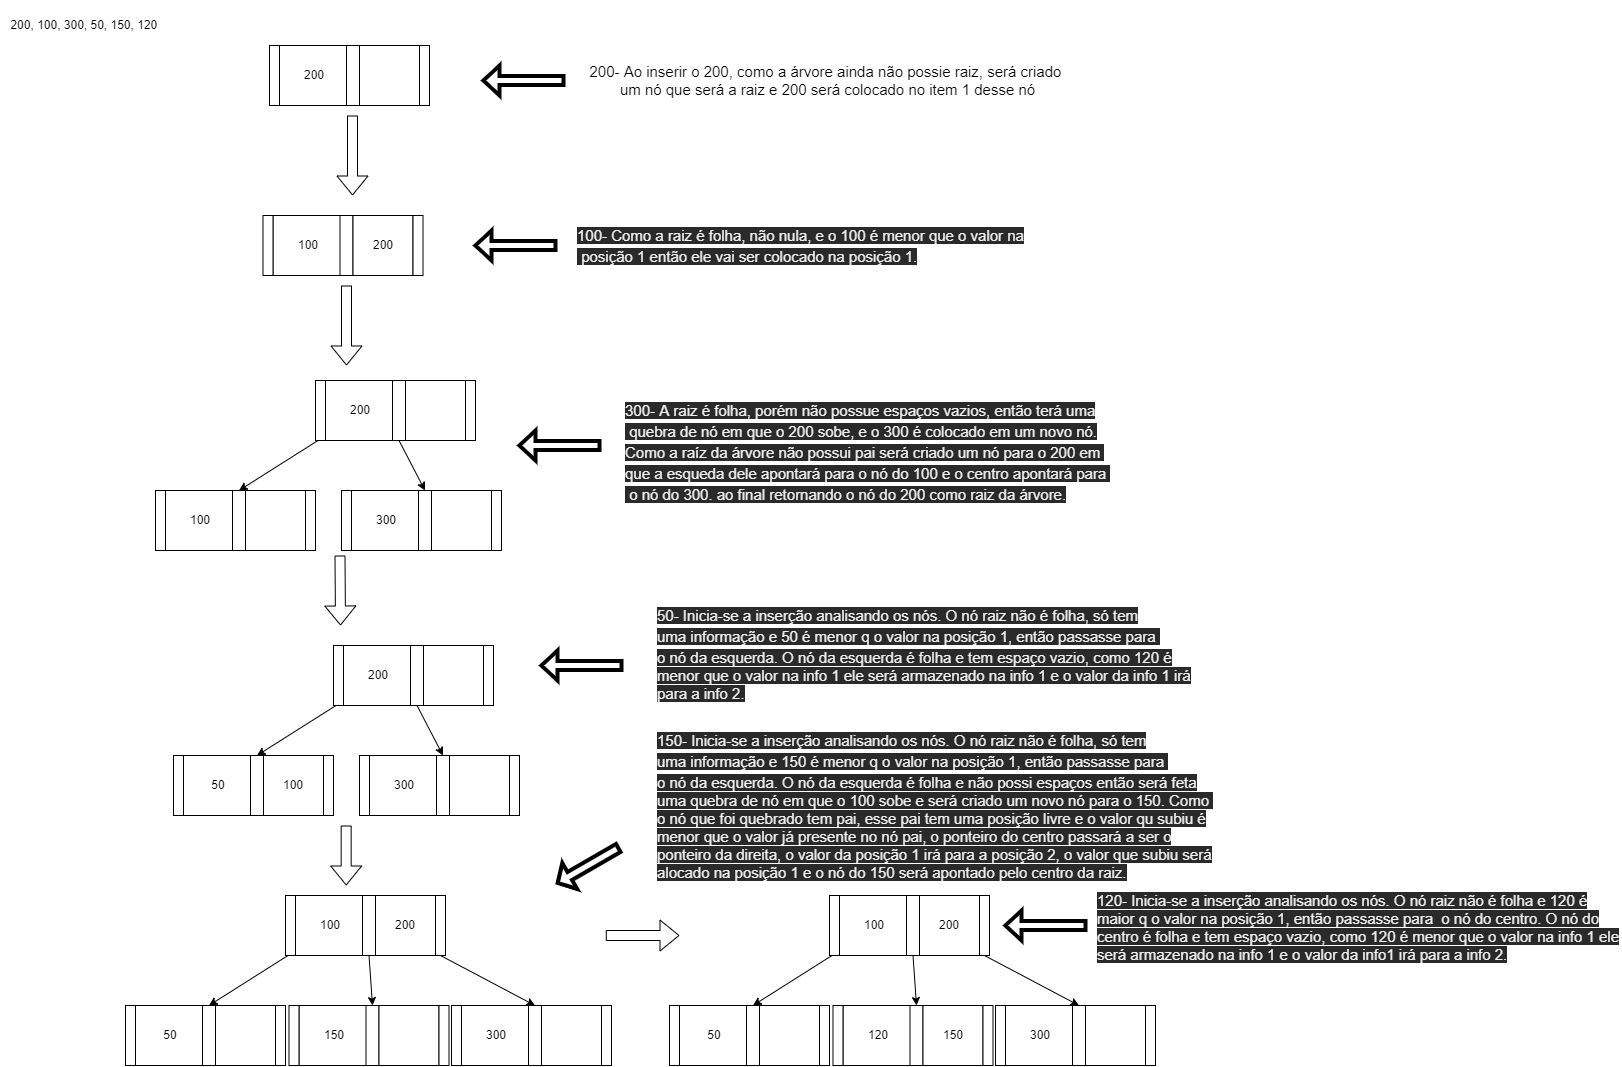 200, 100, 300, 50, 150, 120
200
200- Ao inserir o 200, como a árvore ainda não possie raiz, será criado
um nó que será a raiz e 200 será colocado no item 1 desse nó
100
200
100- Como a raiz é folha, não nula, e o 100 é menor que o valor na
posição 1 então ele vai ser colocado na posição 1.
200
100
300
300- A raiz é folha, porém não possue espaços vazios, então terá uma
quebra de nó em que o 200 sobe, e o 300 é colocado em um novo nó.
Como a raíz da árvore não possui pai será criado um nó para o 200 em
que a esqueda dele apontará para o nó do 100 e o centro apontará para
o nó do 300. ao final retornando o nó do 200 como raiz da árvore.
200
50
100
300
50- Inicia-se a inserção analisando os nós. O nó raiz não é folha, só tem
uma informação e 50 é menor q o valor na posição 1, então passasse para
o nó da esquerda. O nó da esquerda é folha e tem espaço vazio, como 120 é
menor que o valor na info 1 ele será armazenado na info 1 e o valor da info 1 irá
para a info 2.
150- Inicia-se a inserção analisando os nós. O nó raiz não é folha, só tem
uma informação e 150 é menor q o valor na posição 1, então passasse para
o nó da esquerda. O nó da esquerda é folha e não possi espaços então será feta
uma quebra de nó em que o 100 sobe e será criado um novo nó para o 150. Como
o nó que foi quebrado tem pai, esse pai tem uma posição livre e o valor qu subiu é
menor que o valor já presente no nó pai, o ponteiro do centro passará a ser o
ponteiro da direita, o valor da posição 1 irá para a posição 2, o valor que subiu será
alocado na posição 1 e o nó do 150 será apontado pelo centro da raiz.
100
200
50
150
300
100
200
50
120
150
300
120- Inicia-se a inserção analisando os nós. O nó raiz não é folha e 120 é
maior q o valor na posição 1, então passasse para o nó do centro. O nó do
centro é folha e tem espaço vazio, como 120 é menor que o valor na info 1 ele
será armazenado na info 1 e o valor da info1 irá para a info 2.